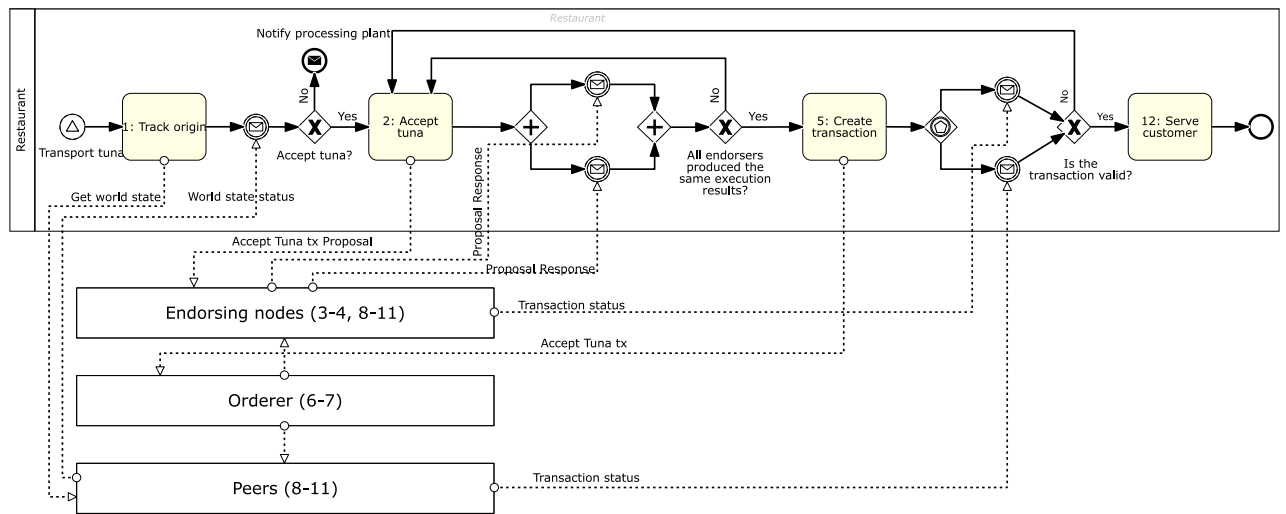 Restaurant
Restaurant
Notify processing plant
No
No
No
Transport tuna
1: Track origin
Yes
Accept tuna?
2: Accept
tuna
Yes
All endorsers
produced the
same execution
results?
5: Create
transaction
Yes
Is the
transaction valid?
12: Serve
customer
Get world state
World state status
Proposal Response
Accept Tuna tx Proposal
Proposal Response
Endorsing nodes (3-4, 8-11)
Transaction status
Accept Tuna tx
Orderer (6-7)
Peers (8-11)
Transaction status